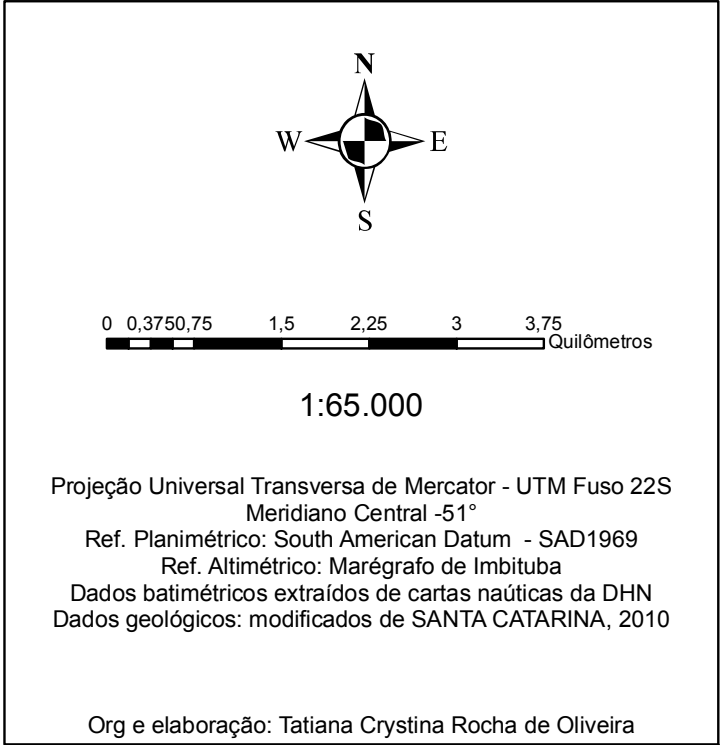 N
W E
S
0 0,3750,75 1,5 2,25 3 3,75
Quilômetros
1:65.000
Projeção Universal Transversa de Mercator - UTM Fuso 22S
Meridiano Central -51°
Ref. Planimétrico: South American Datum - SAD1969
Ref. Altimétrico: Marégrafo de Imbituba
Dados batimétricos extraídos de cartas naúticas da DHN
Dados geológicos: modificados de SANTA CATARINA, 2010
Org e elaboração: Tatiana Crystina Rocha de Oliveira